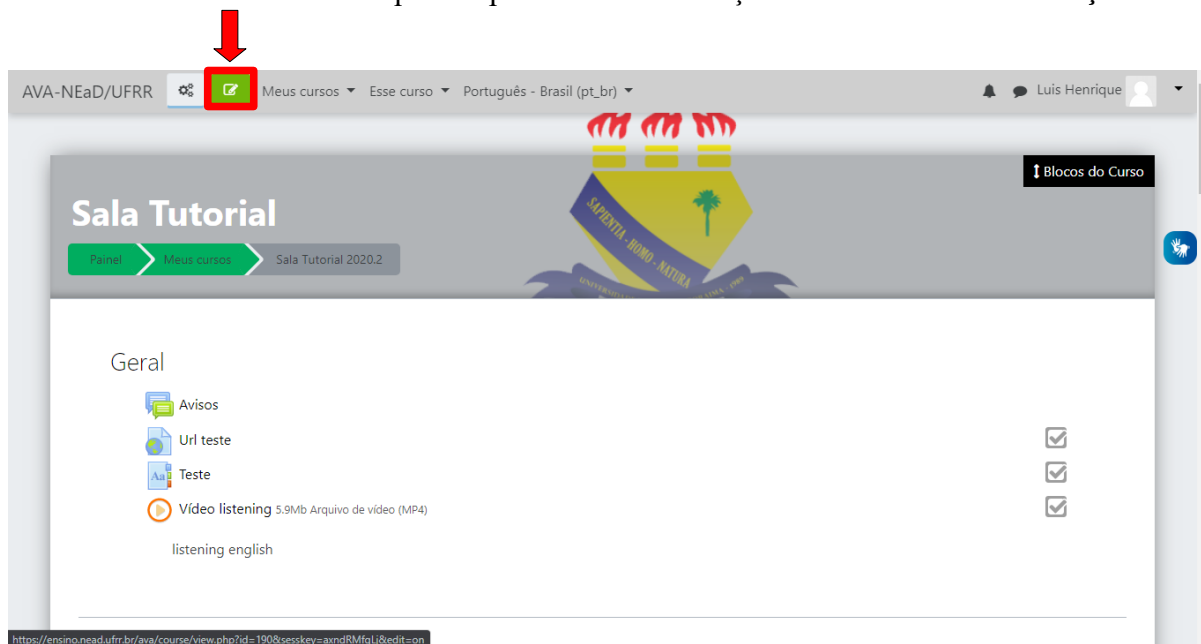 AVA-NEaD/UFRR Meus cursos Esse curso Português - Brasil (pt_br) Luis Henrique
Blocos do Curso
Sala Tutorial
SAPIENTIA - HOMO - NATURA
Painel Meus cursos Sala Tutorial 2020.2
Geral
Avisos
Url teste
Teste
Vídeo listening 5.9Mb Arquivo de vídeo (MP4)
listening english
https://ensino.nead.ufrr.br/ava/course/view.php?id=190&sesskey=axndRMfgLj&edit=on